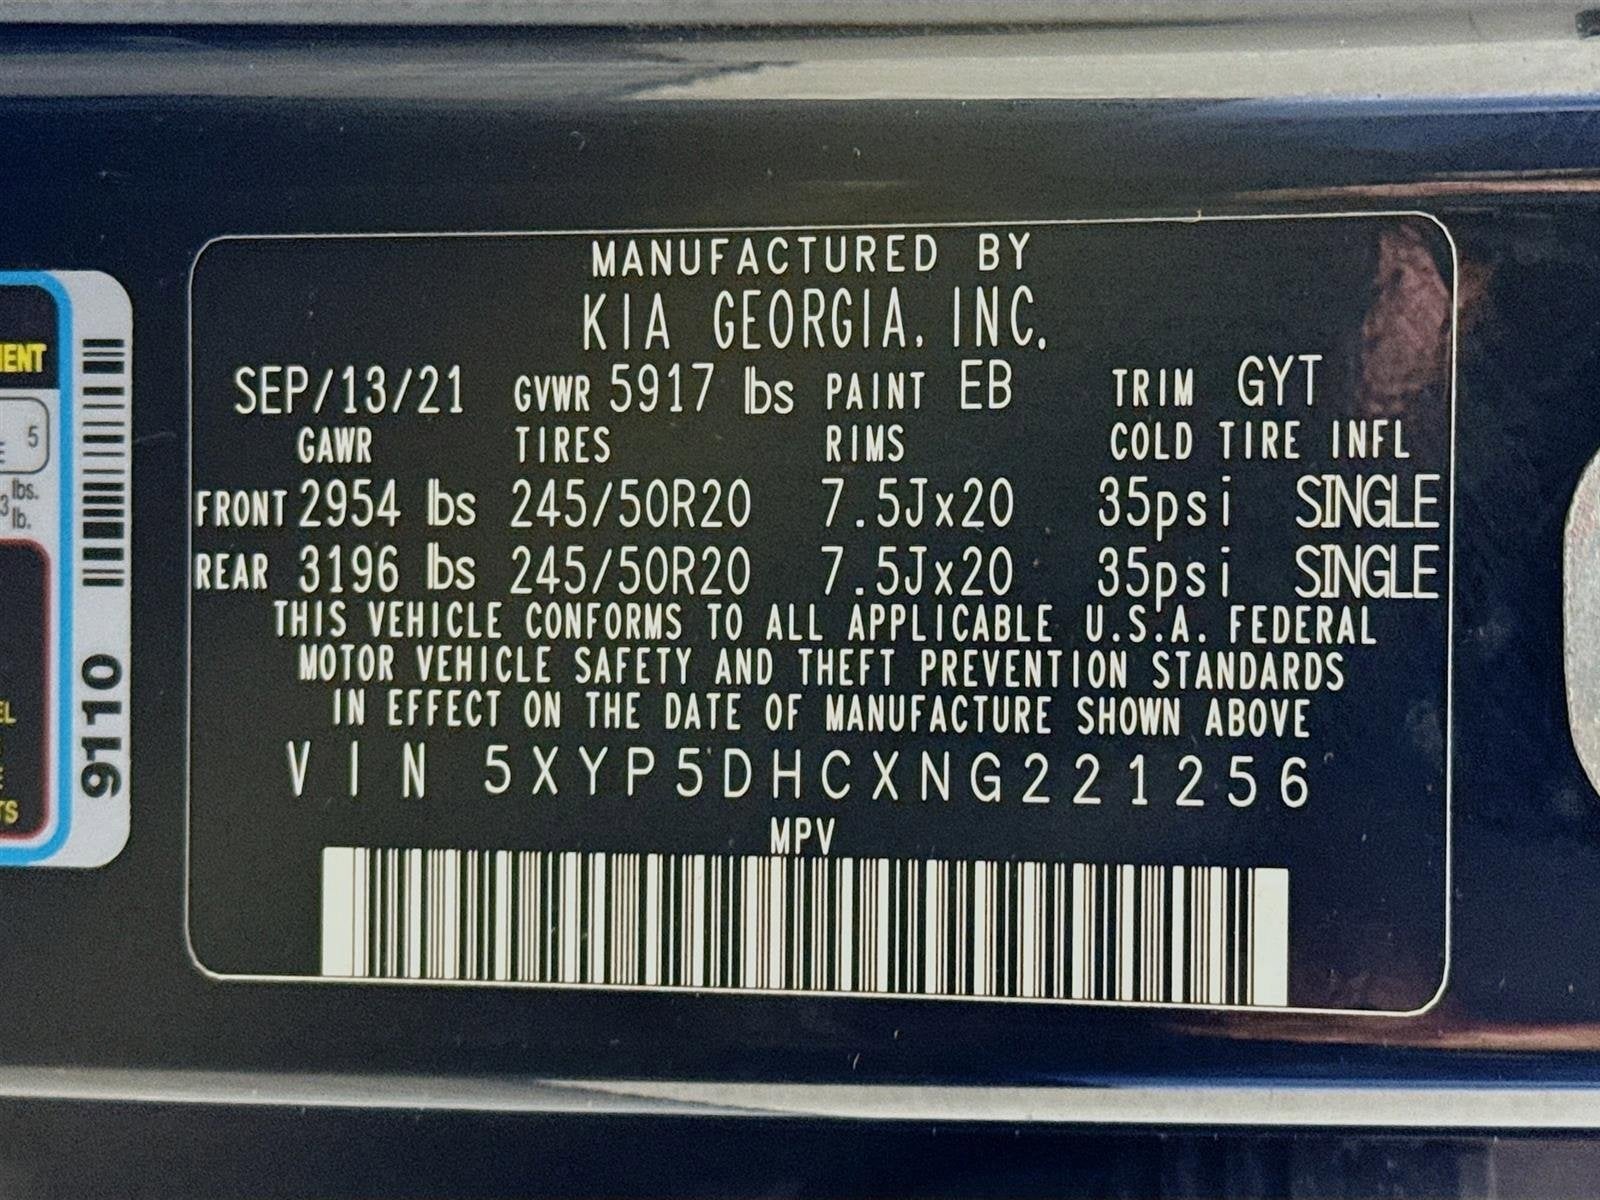 MANUFACTURED BY
KIA GEORGIA, INC.
SEP/13/21 GVWR 5917 lbs PAINT EB TRIM GYT
GAWR TIRES RIMS COLD TIRE INFL
FRONT 2954 lbs 245/50R20 7.5Jx20 35psi SINGLE
REAR 3196 lbs 245/50R20 7.5Jx20 35psi SINGLE
THIS VEHICLE CONFORMS TO ALL APPLICABLE U.S.A. FEDERAL
MOTOR VEHICLE SAFETY AND THEFT PREVENTION STANDARDS
IN EFFECT ON THE DATE OF MANUFACTURE SHOWN ABOVE
VIN 5XYP5DHCXNG221256
MPV
5
lbs.
lb.
9110